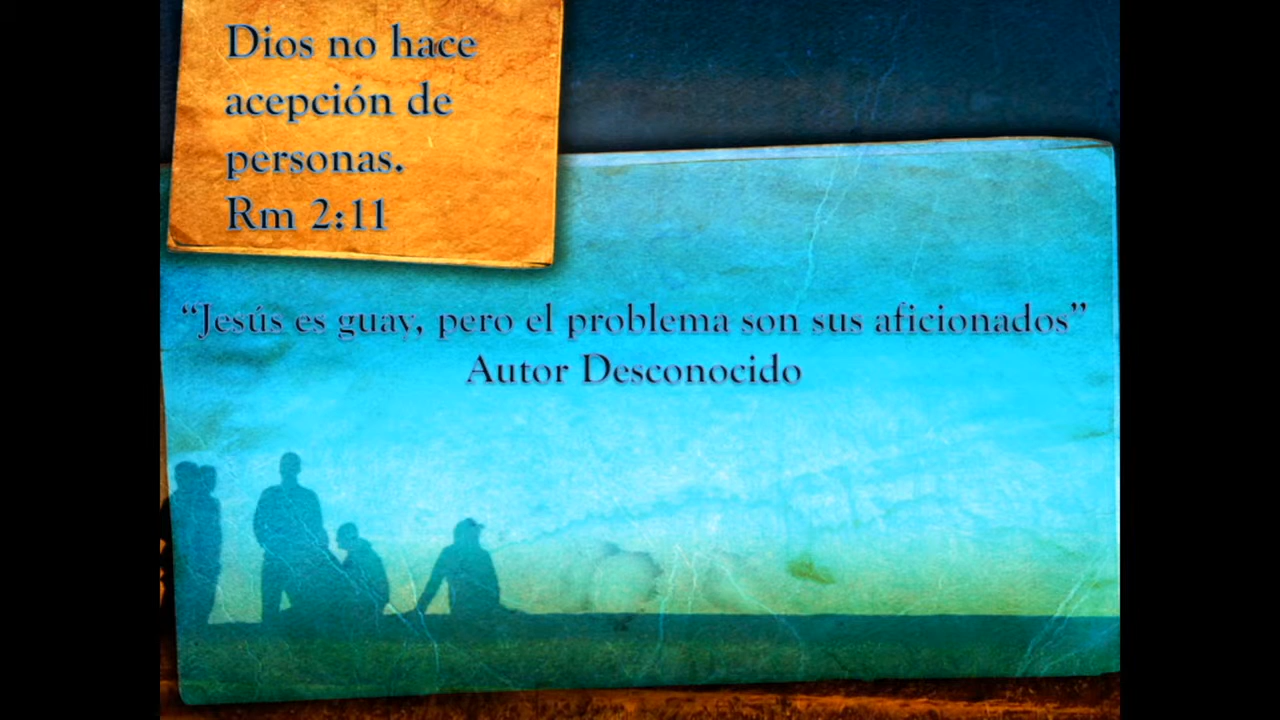 Dios no hace
acepción de
personas.
Rm 2:11
“Jesús es guay, pero el problema son sus aficionados”
Autor Desconocido